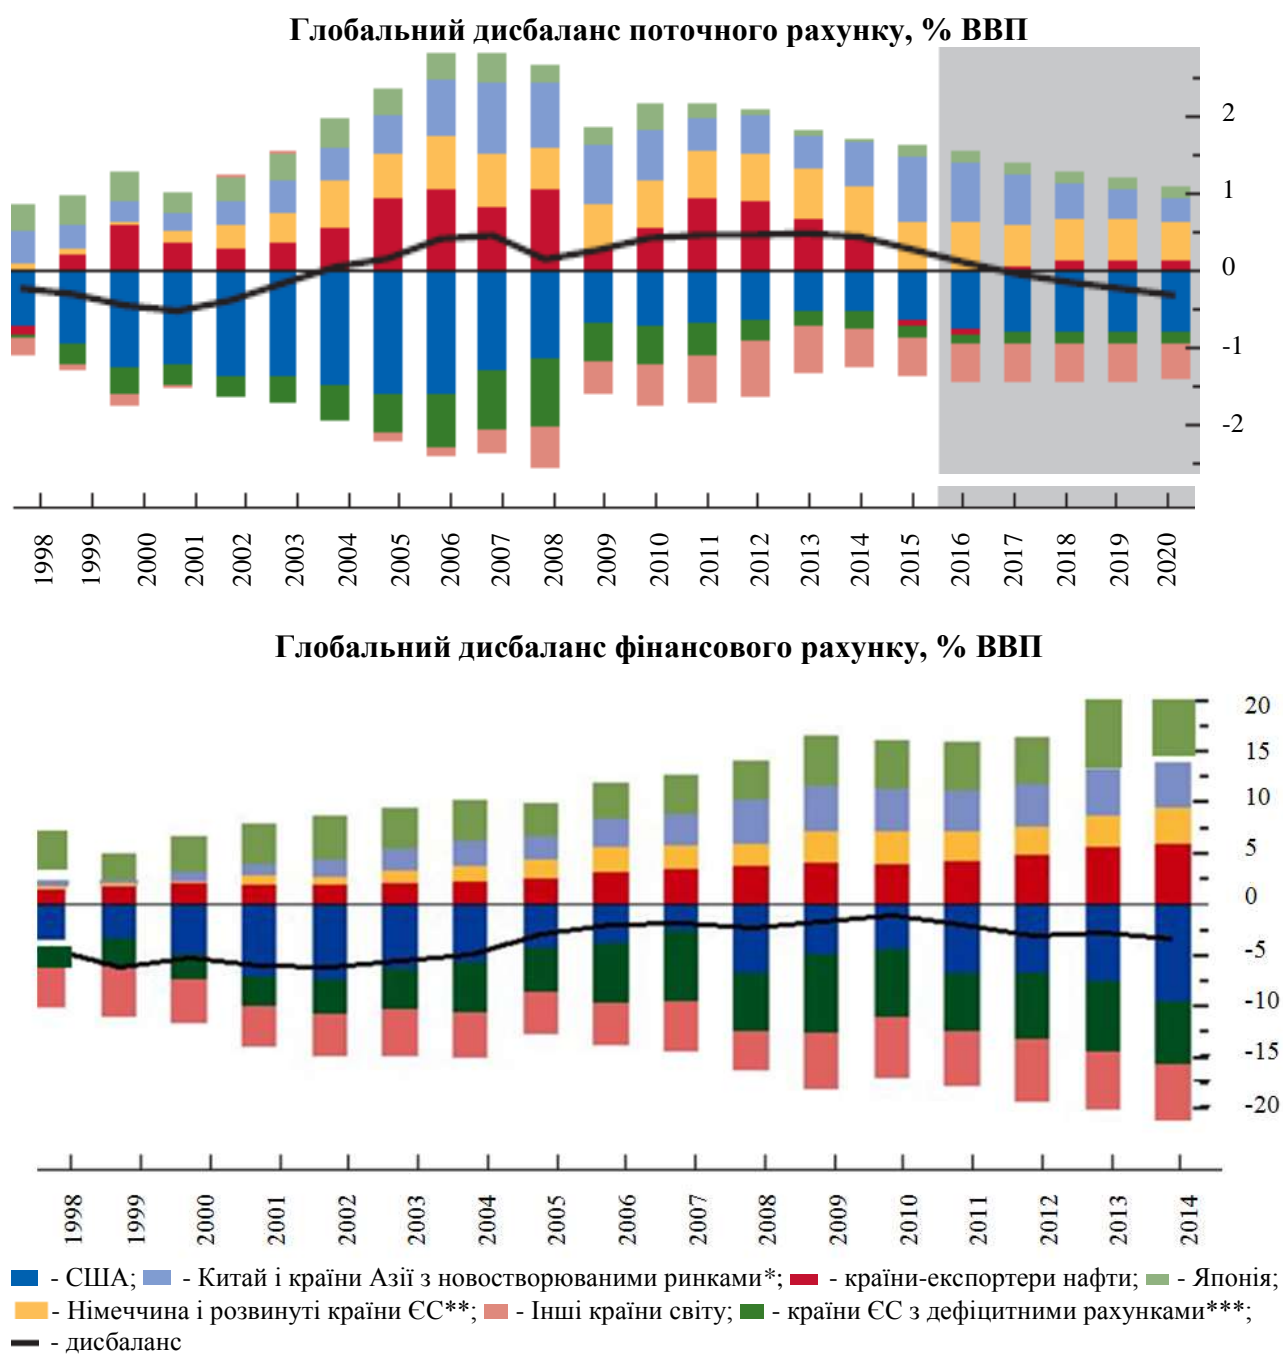 Глобальний дисбаланс поточного рахунку, % ВВП
2
1
0
-1
-2
1998 1999 2000 2001 2002 2003 2004 2005 2006 2007 2008 2009 2010 2011 2012 2013 2014 2015 2016 2017 2018 2019 2020
Глобальний дисбаланс фінансового рахунку, % ВВП
20
15
10
5
0
-5
-10
-15
-20
1998 1999 2000 2001 2002 2003 2004 2005 2006 2007 2008 2009 2010 2011 2012 2013 2014
- США; - Китай і країни Азії з новостворюваними ринками*; - країни-експортери нафти; - Японія;
- Німеччина і розвинуті країни ЄС**; - Інші країни світу; - країни ЄС з дефіцитними рахунками***;
- дисбаланс